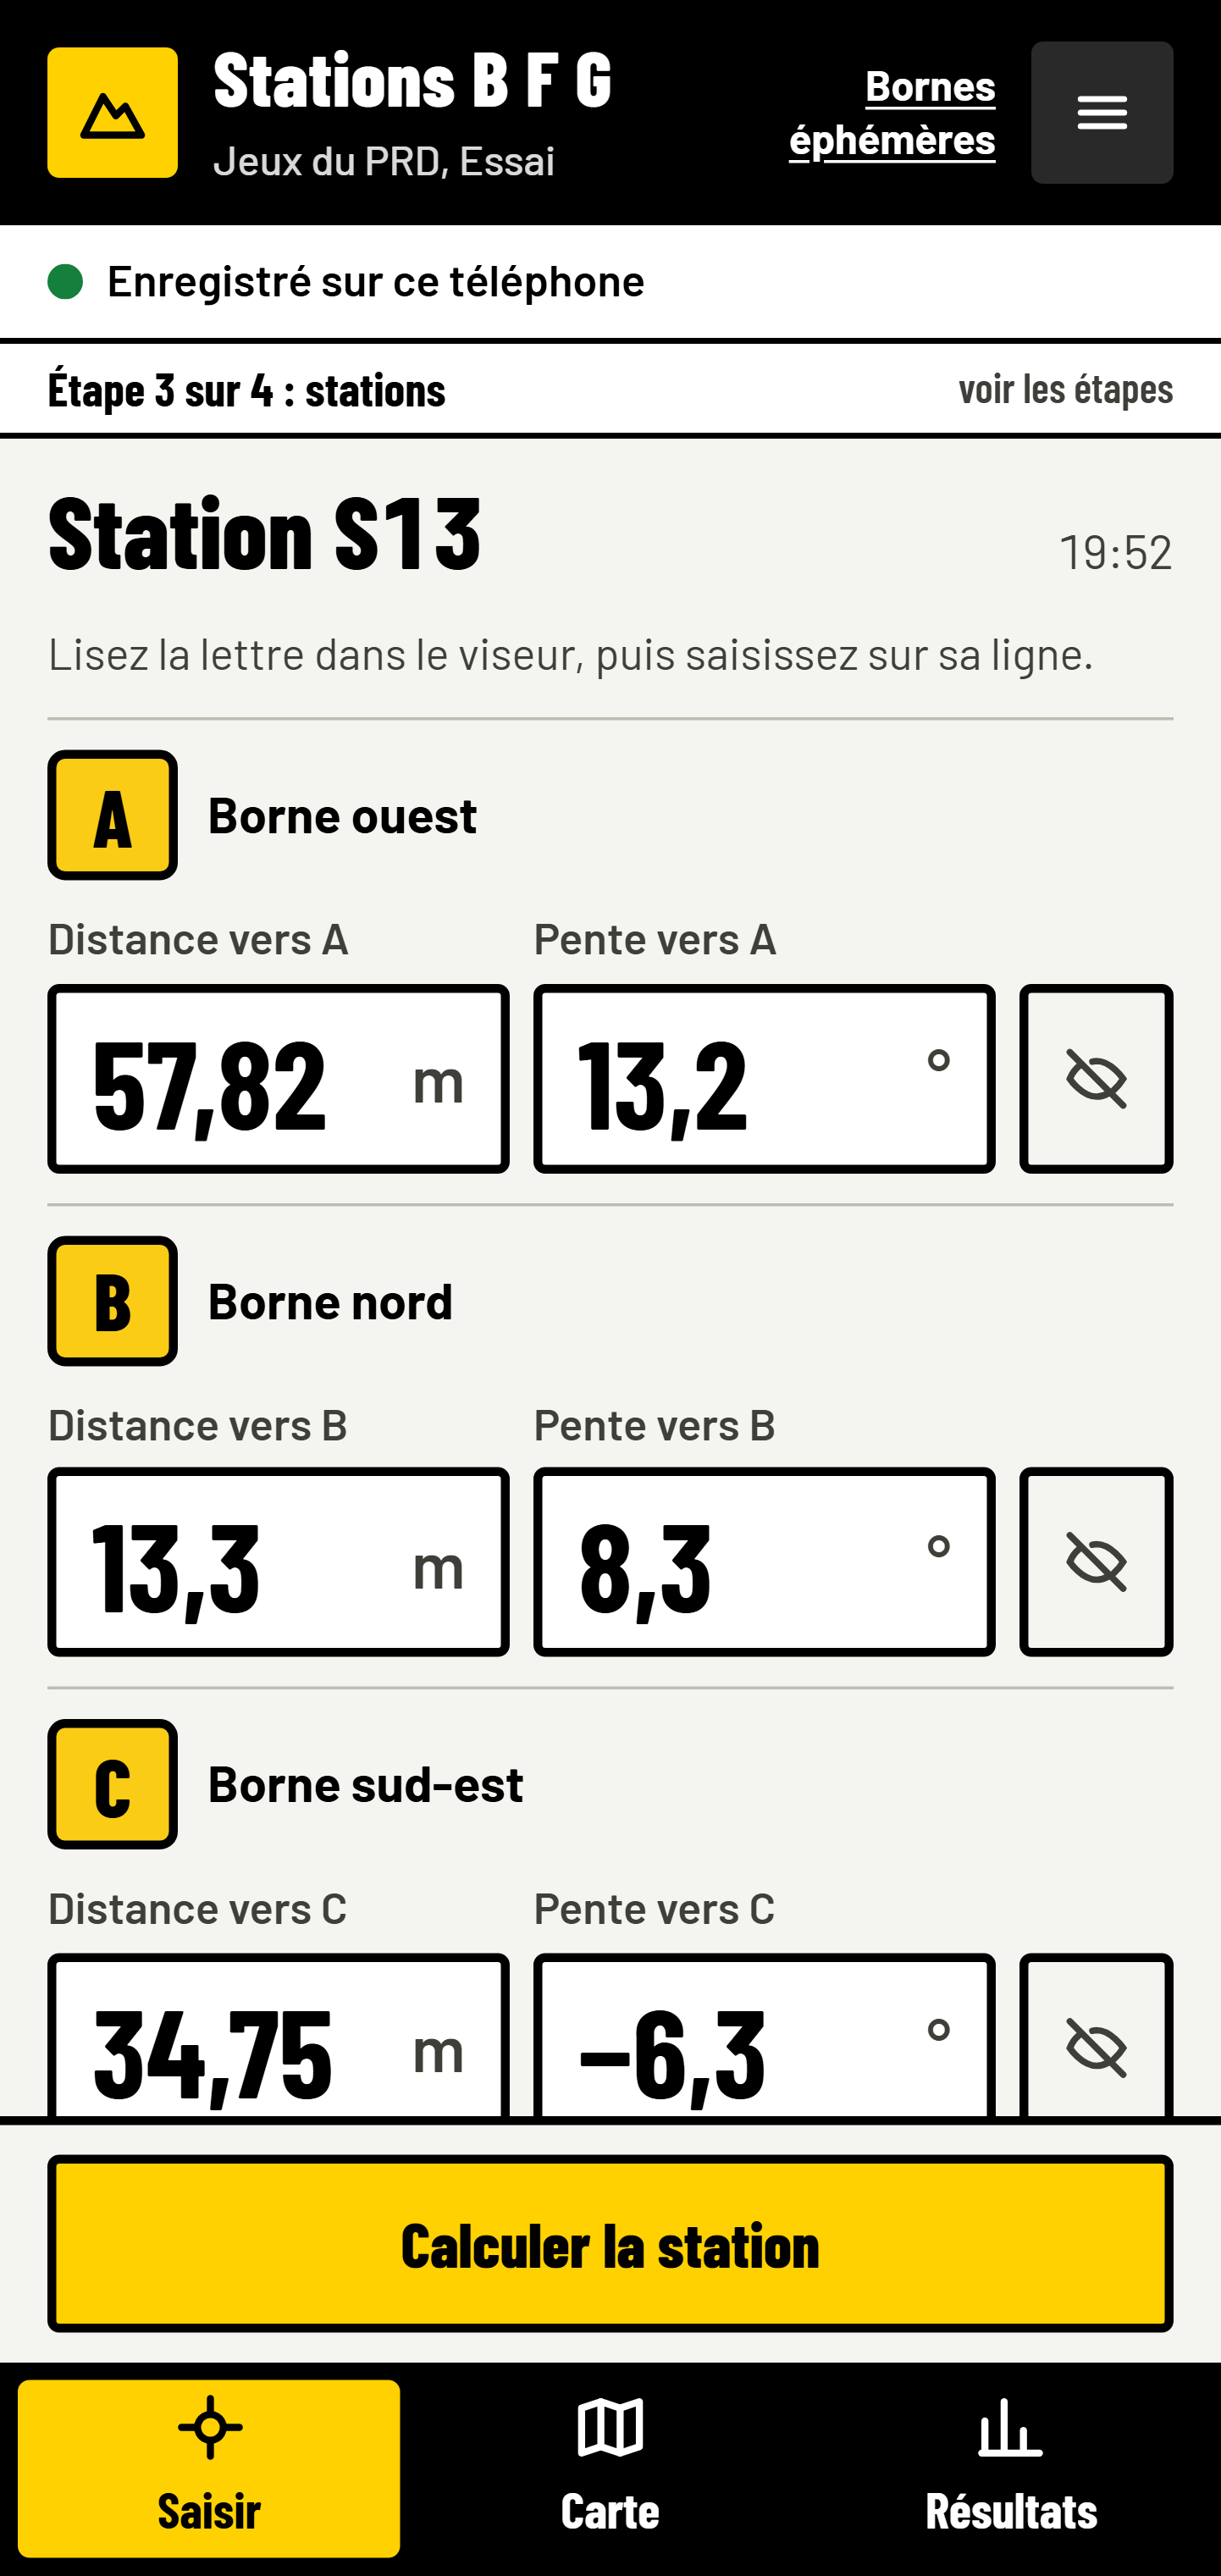 Stations B F G
Jeux du PRD, Essai
Bornes
éphémères
Enregistré sur ce téléphone
Étape 3 sur 4 : stations
voir les étapes
Station S13
19:52
Lisez la lettre dans le viseur, puis saisissez sur sa ligne.
A
Borne ouest
Distance vers A
Pente vers A
57,82 m
13,2 °
B
Borne nord
Distance vers B
Pente vers B
13,3 m
8,3 °
C
Borne sud-est
Distance vers C
Pente vers C
34,75 m
−6,3 °
Calculer la station
Saisir
Carte
Résultats